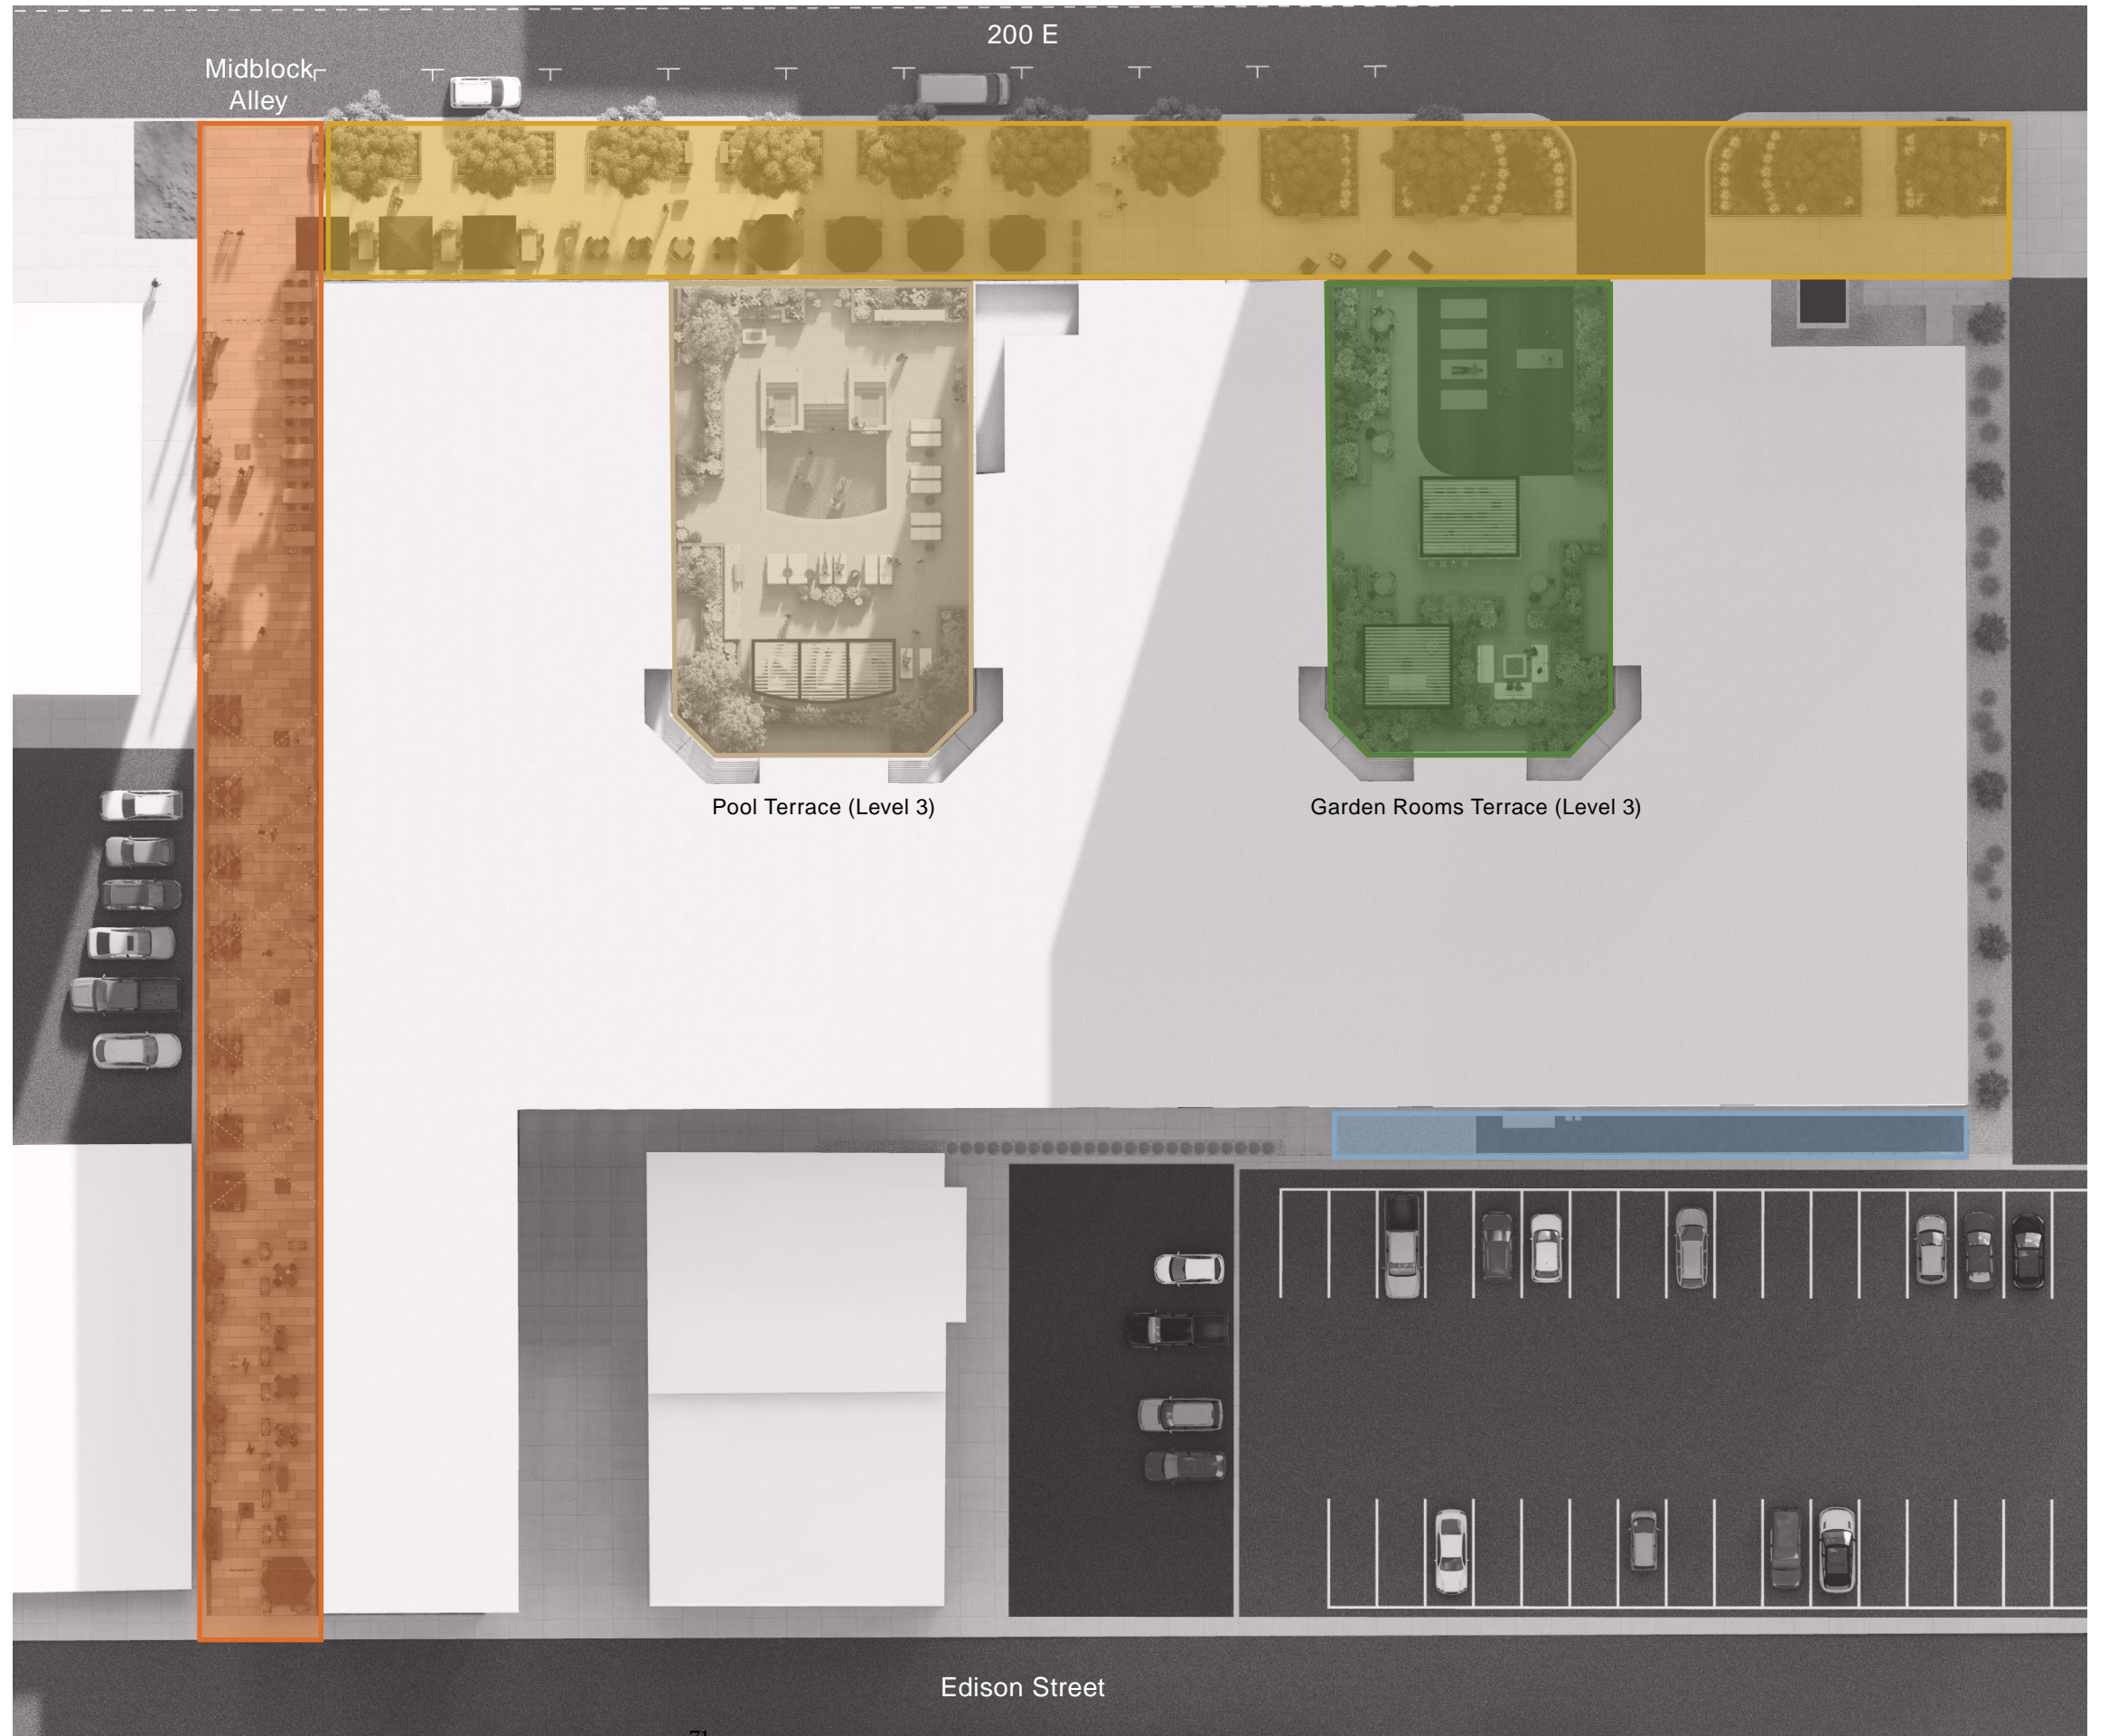 200 E
Midblock
Alley
Pool Terrace (Level 3)
Garden Rooms Terrace (Level 3)
Edison Street